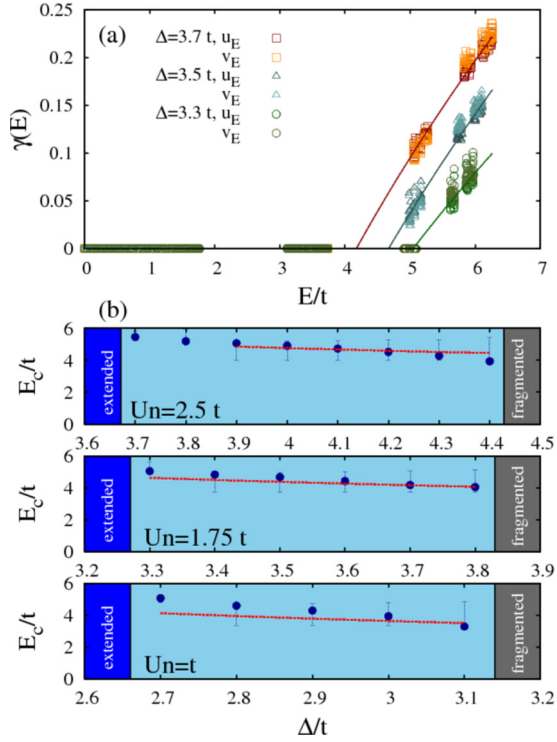 (a)
Δ=3.7 t, u_E
v_E
Δ=3.5 t, u_E
v_E
Δ=3.3 t, u_E
v_E
γ(E)
0.25
0.2
0.15
0.1
0.05
0
0 1 2 3 4 5 6 7
E/t
(b)
E_c/t
6
4
2
0
extended
Un=2.5 t
fragmented
3.6 3.7 3.8 3.9 4 4.1 4.2 4.3 4.4 4.5
E_c/t
6
4
2
0
extended
Un=1.75 t
fragmented
3.2 3.3 3.4 3.5 3.6 3.7 3.8 3.9
E_c/t
6
4
2
0
extended
Un=t
fragmented
2.6 2.7 2.8 2.9 3 3.1 3.2
Δ/t